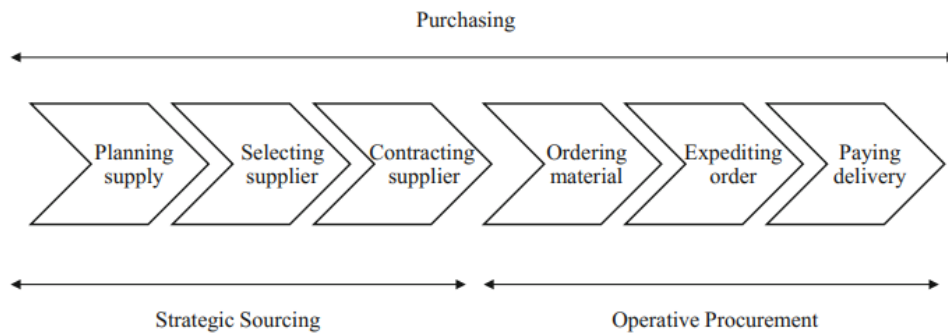 Purchasing
Planning
supply
Selecting
supplier
Contracting
supplier
Ordering
material
Expediting
order
Paying
delivery
Strategic Sourcing
Operative Procurement